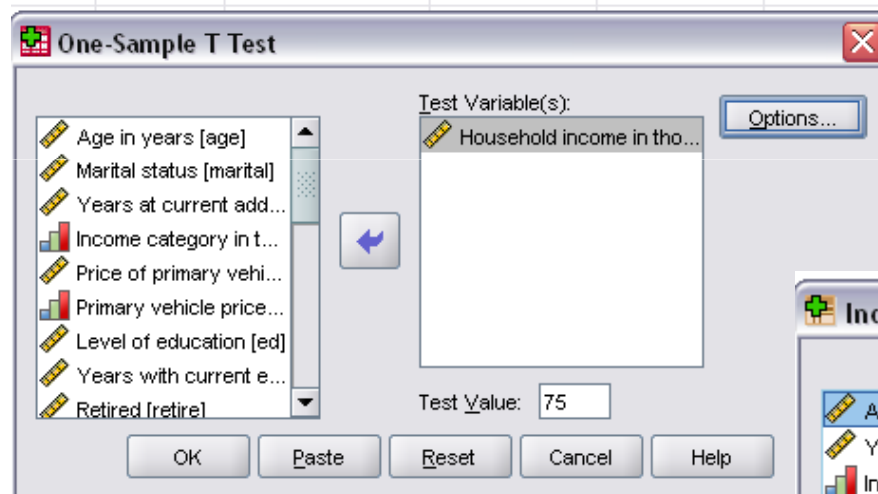 One-Sample T Test
Test Variable(s):
Age in years [age]
Marital status [marital]
Years at current add...
Income category in t...
Price of primary vehi...
Primary vehicle price...
Level of education [ed]
Years with current e...
Retired [retire]
Household income in tho...
Options...
Test Value: 75
OK Paste Reset Cancel Help
Ind
A
Y
In